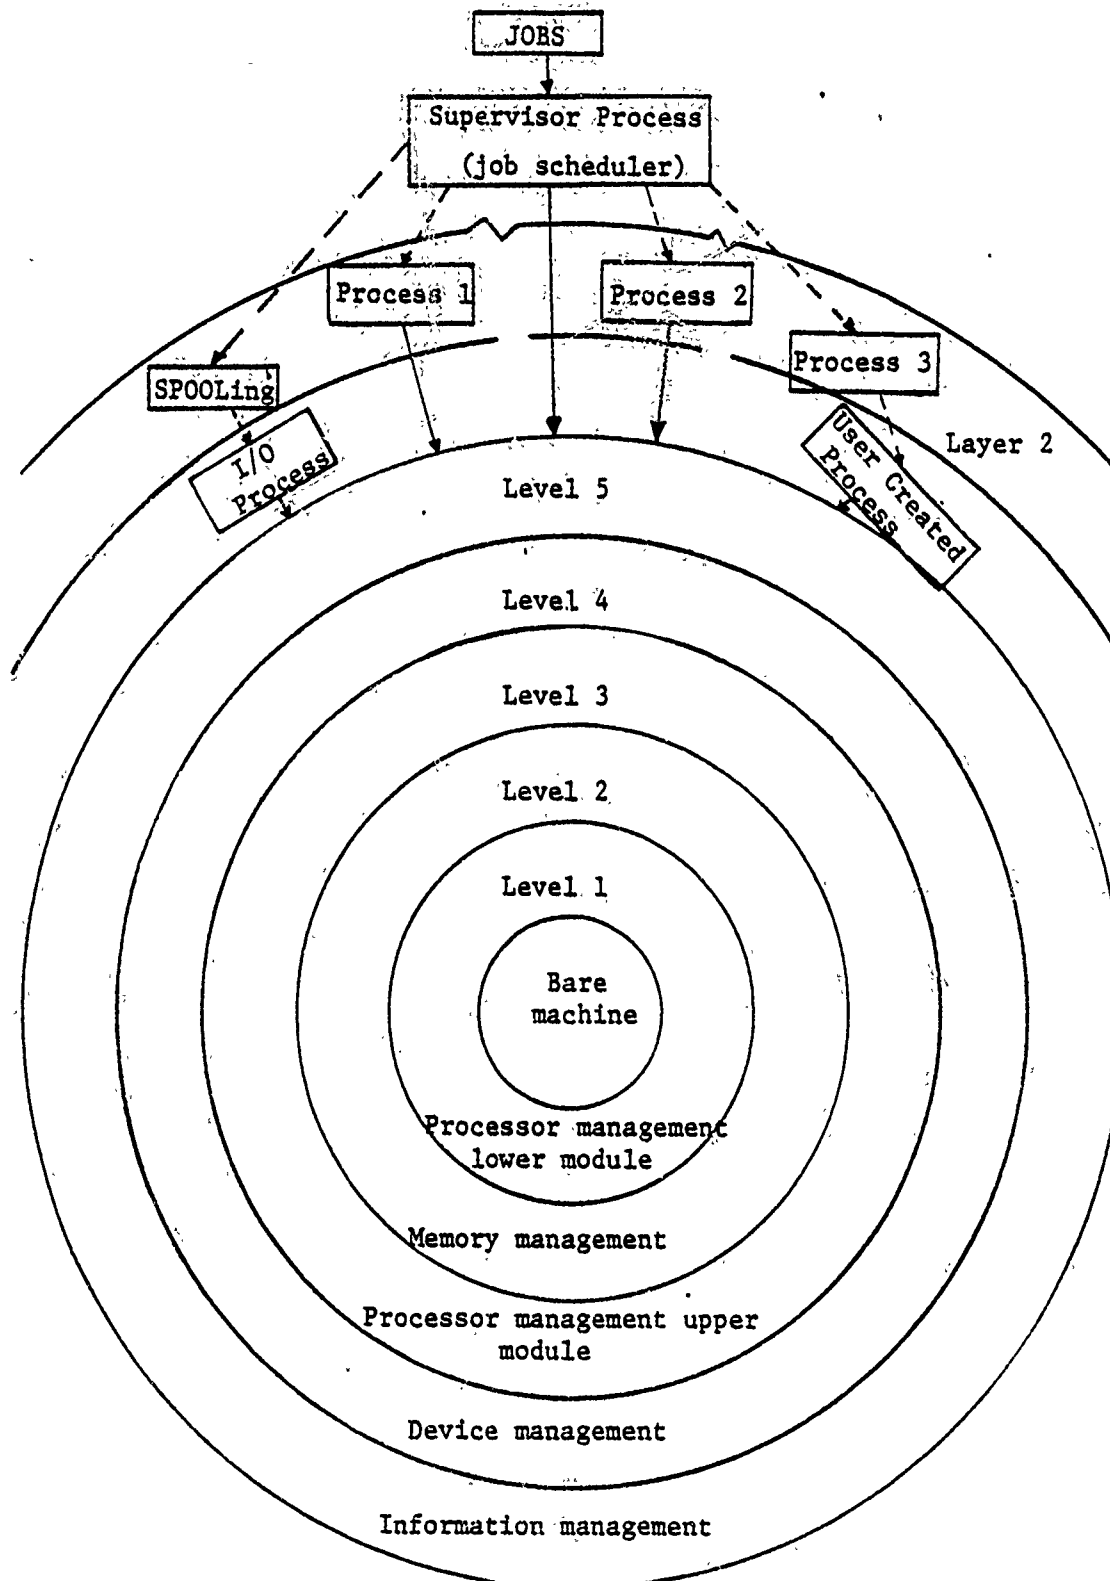 JOBS
Supervisor Process
(job scheduler)
Process 1
Process 2
Process 3
SPOOLing
I/O
Process
User Created
Process
Layer 2
Level 5
Level 4
Level 3
Level 2
Level 1
Bare
machine
Processor management
lower module
Memory management
Processor management upper
module
Device management
Information management